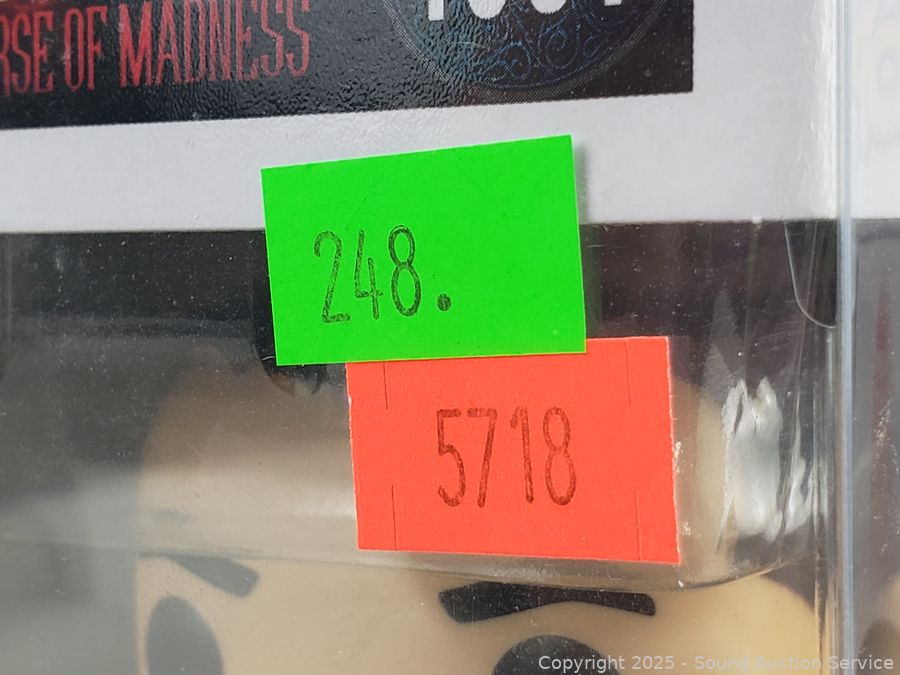 RSE OF MADNESS
248.
5718
Copyright 2025 - Sound Auction Service